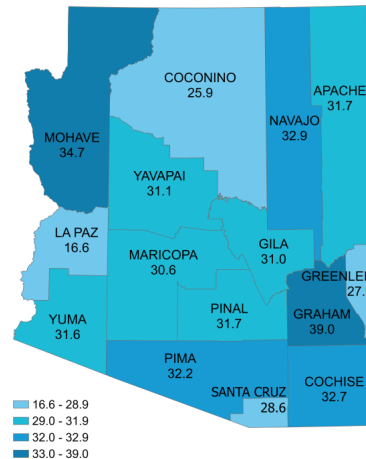 COCONINO
25.9
APACHE
31.7
NAVAJO
32.9
MOHAVE
34.7
YAVAPAI
31.1
LA PAZ
16.6
MARICOPA
30.6
GILA
31.0
GREENLEE
27.
GRAHAM
39.0
YUMA
31.6
PINAL
31.7
PIMA
32.2
SANTA CRUZ
28.6
COCHISE
32.7
16.6 - 28.9
29.0 - 31.9
32.0 - 32.9
33.0 - 39.0